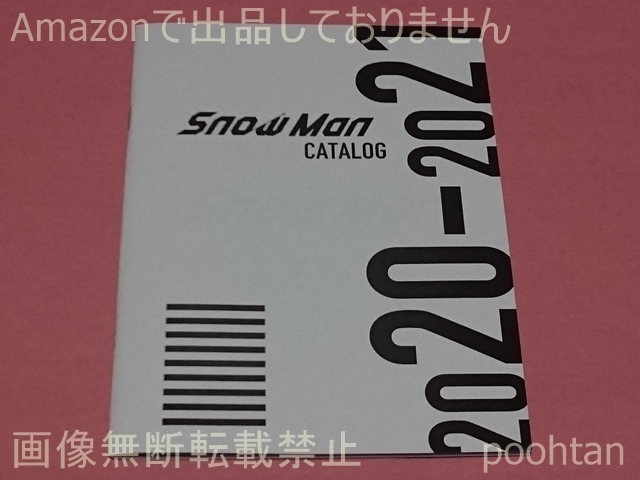 Amazonで出品しておりません
Snow Man
CATALOG
2020-2021
画像無断転載禁止
poohtan